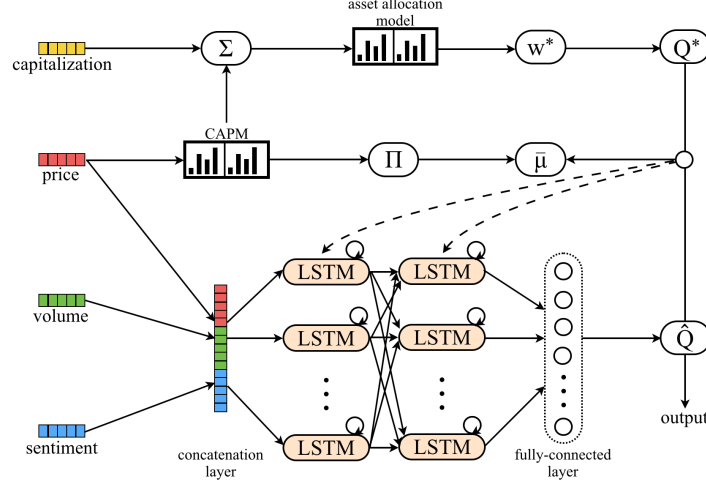 asset allocation
model
Σ
w*
Q*
capitalization
CAPM
Π
μ̄
price
LSTM
LSTM
volume
LSTM
LSTM
Q̂
sentiment
LSTM
LSTM
output
concatenation
layer
fully-connected
layer